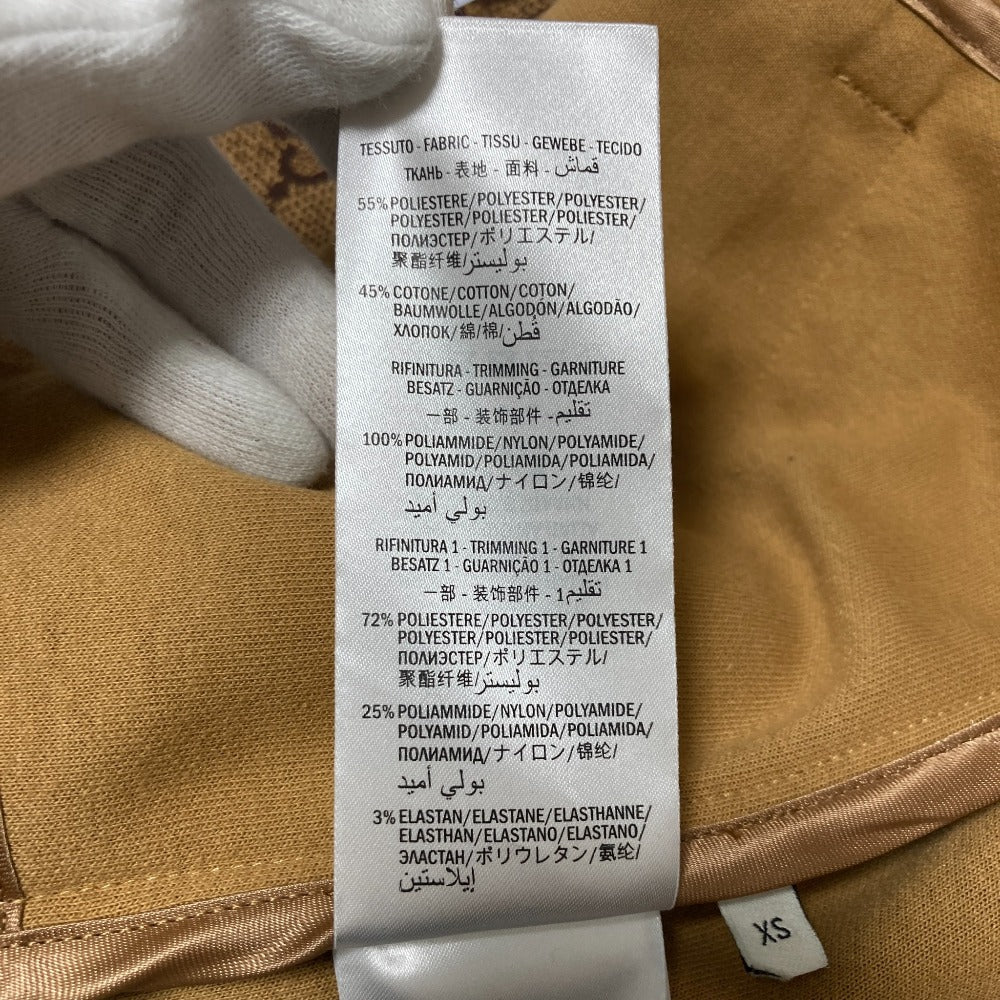 TESSUTO - FABRIC - TISSU - GEWEBE - TECIDO
ТКАНЬ - 表地 - 面料 - قماش
55% POLIESTERE/POLYESTER/POLYESTER/
POLYESTER/POLIESTER/POLIESTER/
ПОЛИЭСТЕР/ポリエステル/
聚酯纤维/بوليستر
45% COTONE/COTTON/COTON/
BAUMWOLLE/ALGODÓN/ALGODÃO/
ХЛОПОК/綿/棉/قُطن
RIFINITURA - TRIMMING - GARNITURE
BESATZ - GUARNIÇÃO - ОТДЕЛКА
一部 - 装饰部件 - تقليم
100% POLIAMMIDE/NYLON/POLYAMIDE/
POLYAMID/POLIAMIDA/POLIAMIDA/
ПОЛИАМИД/ナイロン/锦纶/
بولي أميد
RIFINITURA 1 - TRIMMING 1 - GARNITURE 1
BESATZ 1 - GUARNIÇÃO 1 - ОТДЕЛКА 1
一部 - 装饰部件 - 1 تقليم
72% POLIESTERE/POLYESTER/POLYESTER/
POLYESTER/POLIESTER/POLIESTER/
ПОЛИЭСТЕР/ポリエステル/
聚酯纤维/بوليستر
25% POLIAMMIDE/NYLON/POLYAMIDE/
POLYAMID/POLIAMIDA/POLIAMIDA/
ПОЛИАМИД/ナイロン/锦纶/
بولي أميد
3% ELASTAN/ELASTANE/ELASTHANNE/
ELASTHAN/ELASTANO/ELASTANO/
ЭЛАСТАН/ポリウレタン/氨纶/
إيلاستين
XS